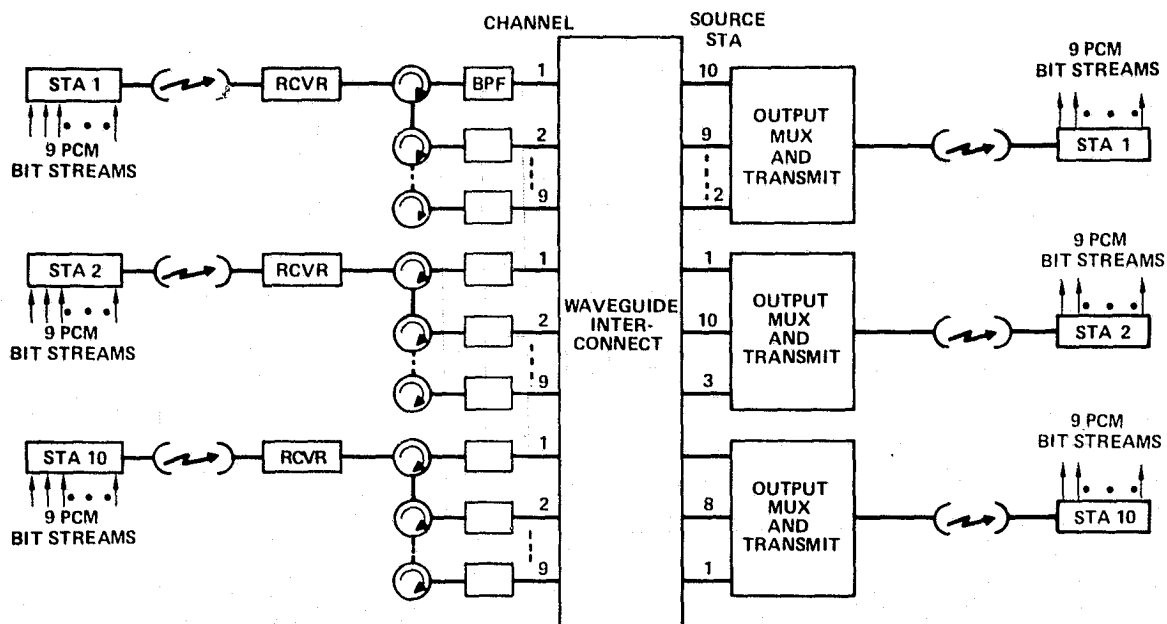 CHANNEL
SOURCE
STA
STA 1
RCVR
BPF
1
2
9
9 PCM
BIT STREAMS
10
9
2
OUTPUT
MUX
AND
TRANSMIT
9 PCM
BIT STREAMS
STA 1
STA 2
RCVR
1
2
9
9 PCM
BIT STREAMS
WAVEGUIDE
INTER-
CONNECT
1
10
3
OUTPUT
MUX
AND
TRANSMIT
9 PCM
BIT STREAMS
STA 2
STA 10
RCVR
1
2
9
9 PCM
BIT STREAMS
8
1
OUTPUT
MUX
AND
TRANSMIT
9 PCM
BIT STREAMS
STA 10